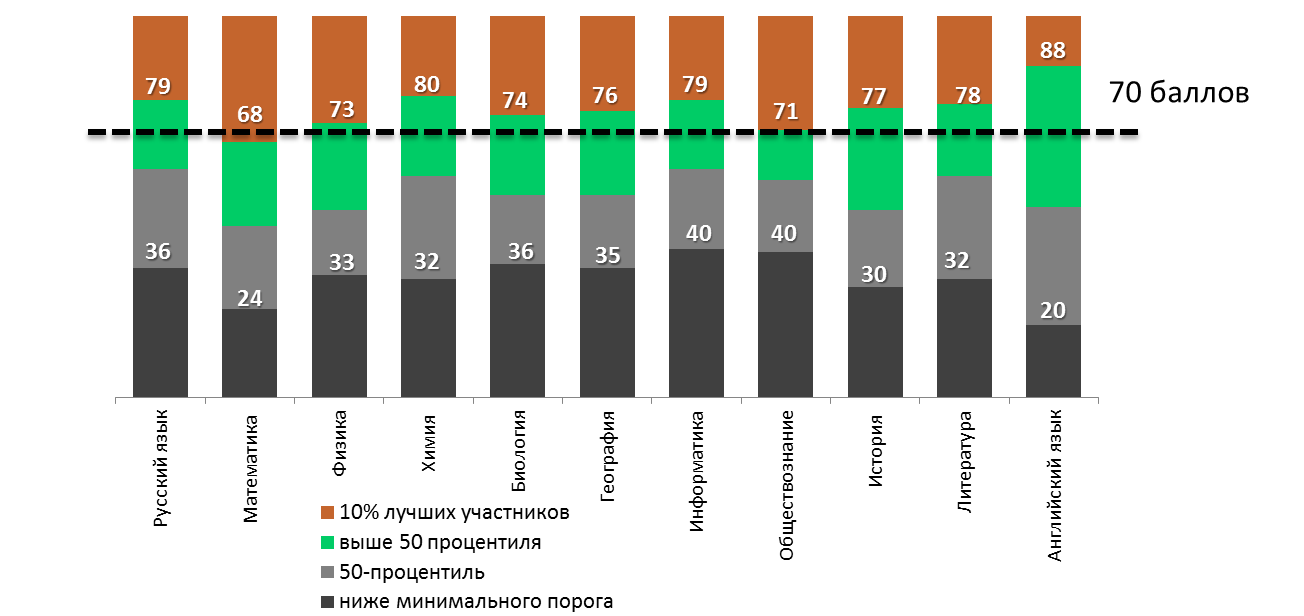 79
68
73
80
74
76
79
71
77
78
88
70 баллов
36
24
33
32
36
35
40
40
30
32
20
Русский язык
Математика
Физика
Химия
Биология
География
Информатика
Обществознание
История
Литература
Английский язык
10% лучших участников
выше 50 процентиля
50-процентиль
ниже минимального порога